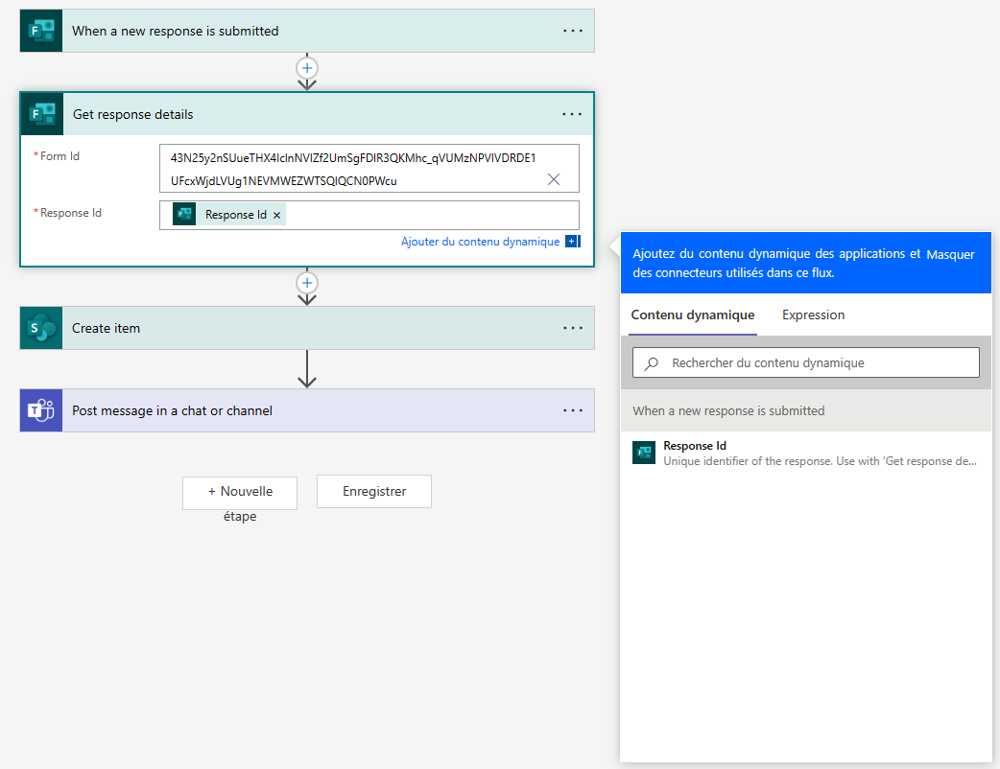 When a new response is submitted
Get response details
* Form Id
43N25y2nSUueTHX4IcInNVIZf2UmSgFDIR3QKMhc_qVUMzNPVIVDRDE1
UFcxWjdLVUg1NEVMWEZWTSQlQCN0PWcu
* Response Id
Response Id
Ajouter du contenu dynamique
Create item
Post message in a chat or channel
+ Nouvelle
étape
Enregistrer
Ajoutez du contenu dynamique des applications et Masquer
des connecteurs utilisés dans ce flux.
Contenu dynamique Expression
Rechercher du contenu dynamique
When a new response is submitted
Response Id
Unique identifier of the response. Use with 'Get response de...